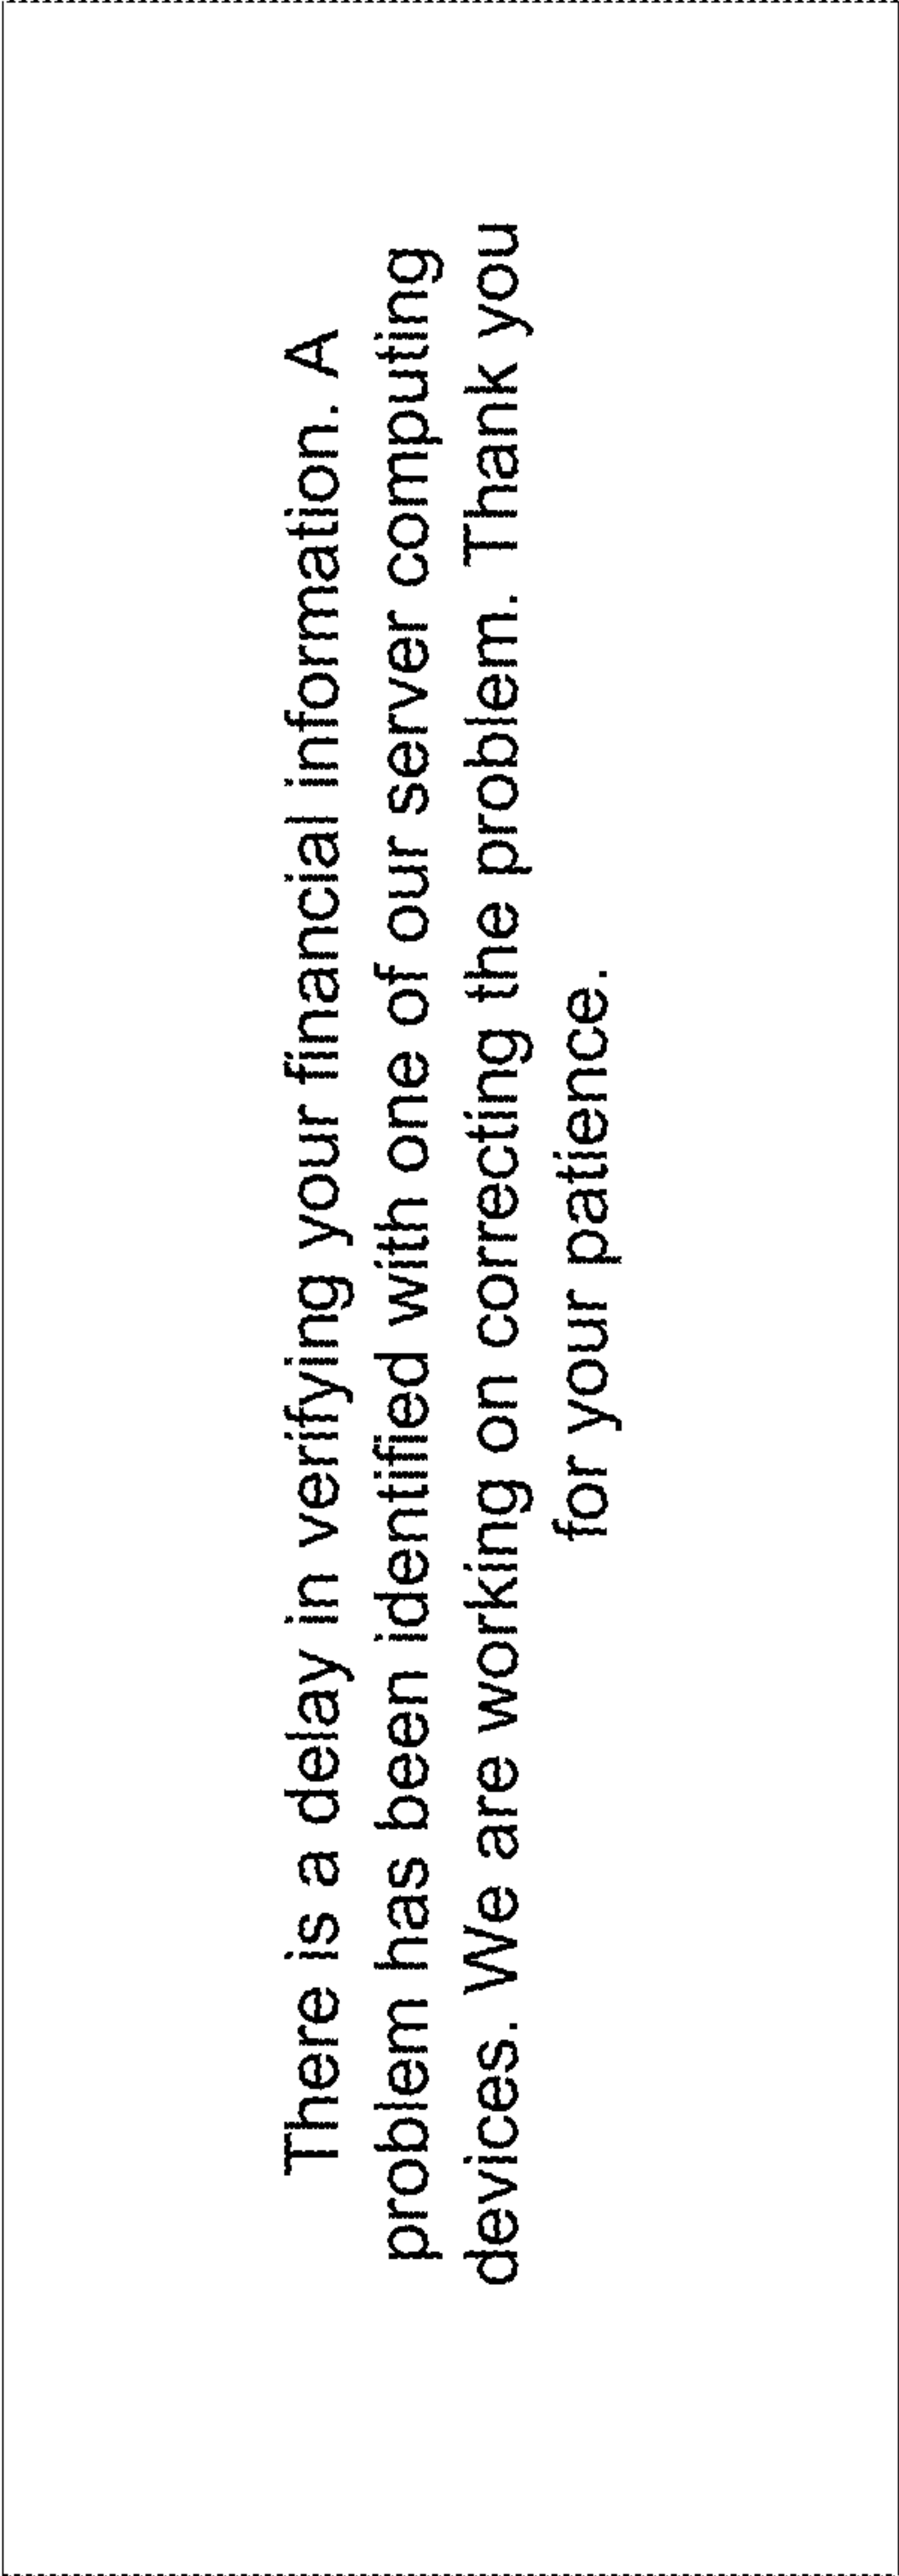 There is a delay in verifying your financial information. A
problem has been identified with one of our server computing
devices. We are working on correcting the problem. Thank you
for your patience.